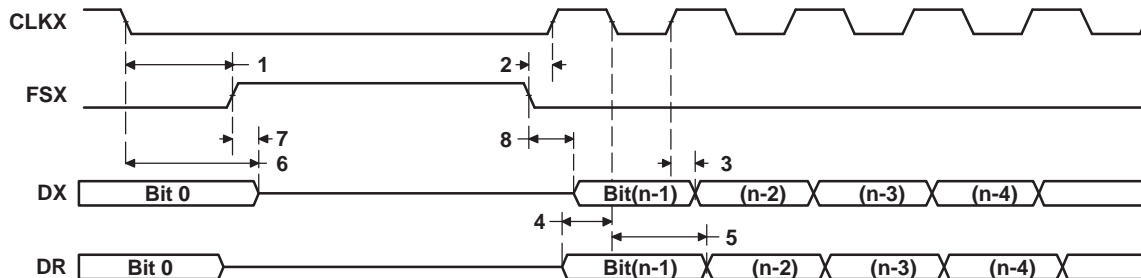 CLKX
1
2
FSX
7
8
6
3
DX
Bit 0
Bit(n-1)
(n-2)
(n-3)
(n-4)
4
5
DR
Bit 0
Bit(n-1)
(n-2)
(n-3)
(n-4)